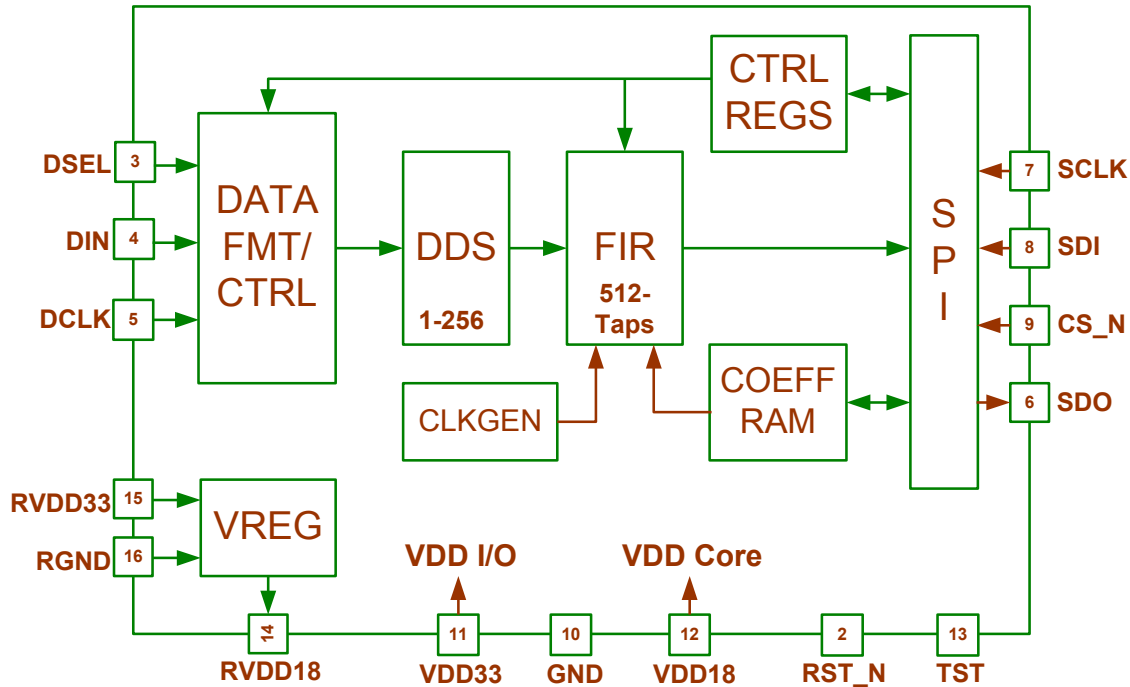 CTRL
REGS
DSEL
3
DIN
4
DCLK
5
DATA
FMT/
CTRL
DDS
1-256
FIR
512-
Taps
S
P
I
7
SCLK
8
SDI
9
CS_N
6
SDO
CLKGEN
COEFF
RAM
RVDD33
15
RGND
16
VREG
VDD I/O
VDD Core
14
RVDD18
11
VDD33
10
GND
12
VDD18
2
RST_N
13
TST